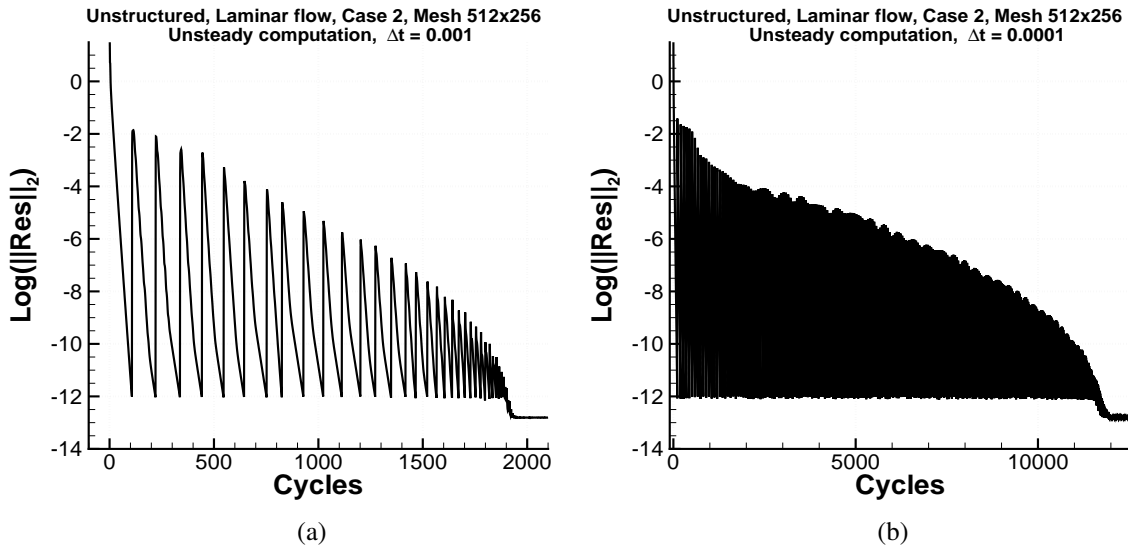 Unstructured, Laminar flow, Case 2, Mesh 512x256
Unsteady computation, Δt = 0.001
Log(||Res||₂)
0
-2
-4
-6
-8
-10
-12
-14
0 500 1000 1500 2000
Cycles
(a)
Unstructured, Laminar flow, Case 2, Mesh 512x256
Unsteady computation, Δt = 0.0001
Log(||Res||₂)
0
-2
-4
-6
-8
-10
-12
-14
0 5000 10000
Cycles
(b)